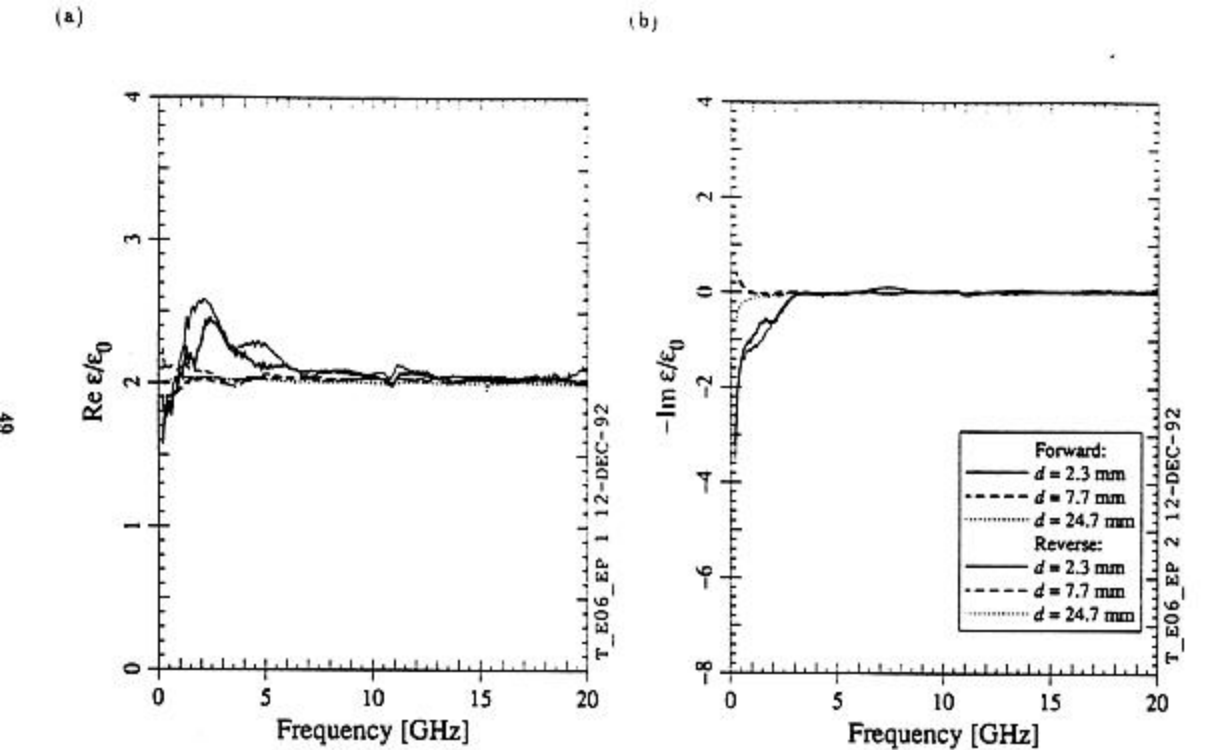 (a)
(b)
4
3
2
1
0
Re ε/ε0
0 5 10 15 20
Frequency [GHz]
T_E06_EP 1 12-DEC-92
49
4
2
0
−2
−4
−6
−8
−Im ε/ε0
0 5 10 15 20
Frequency [GHz]
Forward:
d = 2.3 mm
d = 7.7 mm
d = 24.7 mm
Reverse:
d = 2.3 mm
d = 7.7 mm
d = 24.7 mm
T_E06_EP 2 12-DEC-92